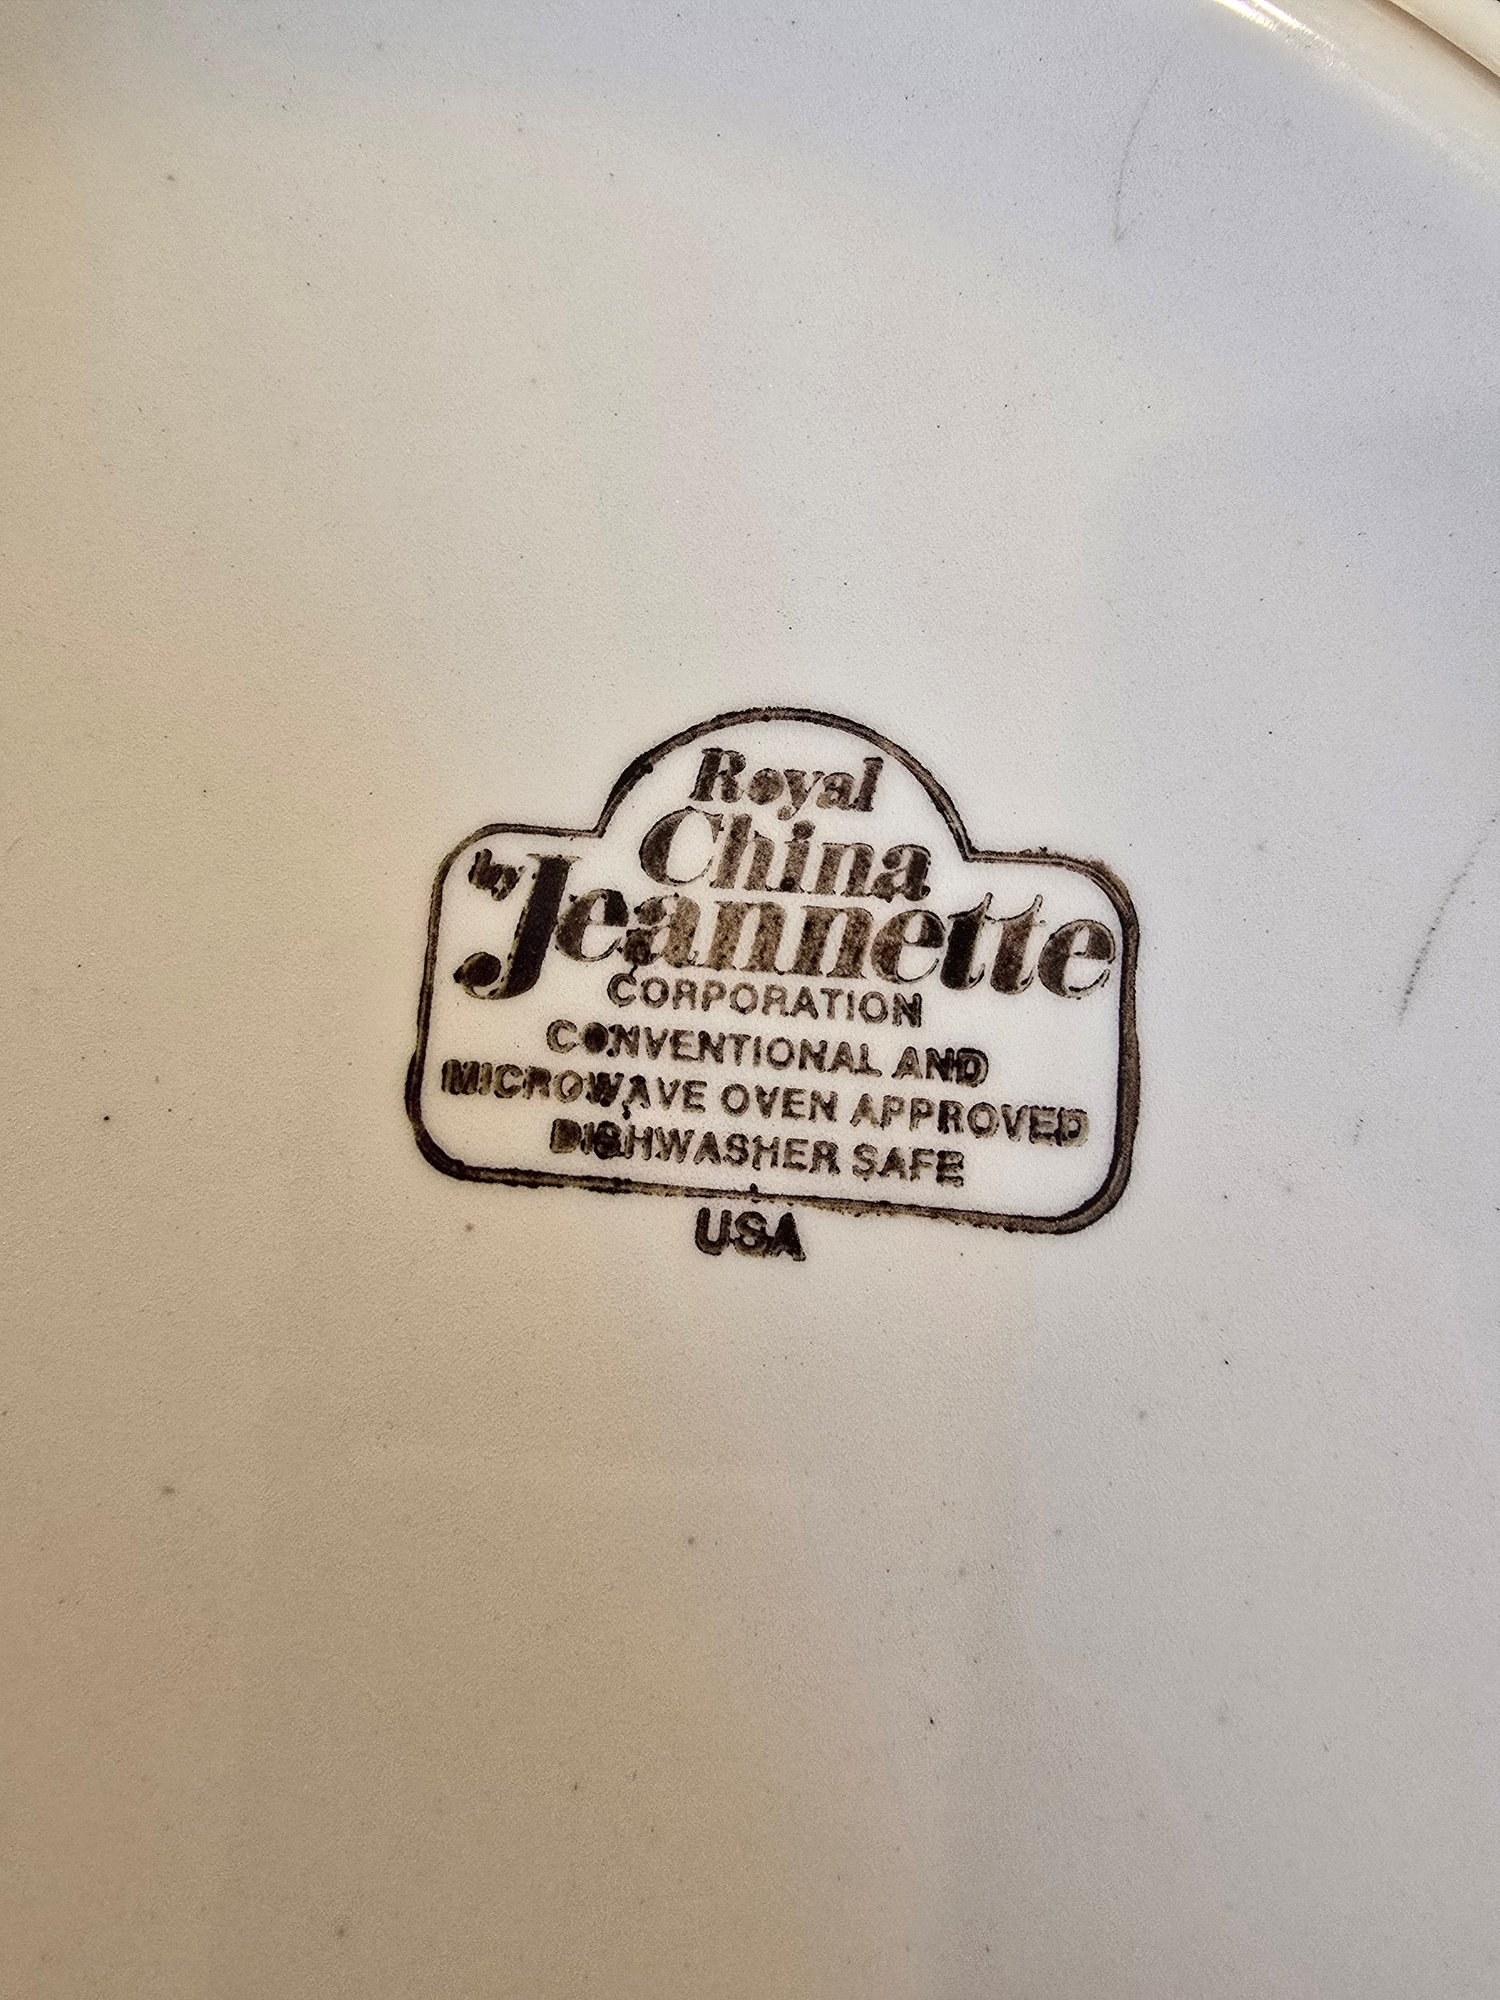 Royal
China
by Jeannette
CORPORATION
CONVENTIONAL AND
MICROWAVE OVEN APPROVED
DISHWASHER SAFE
USA